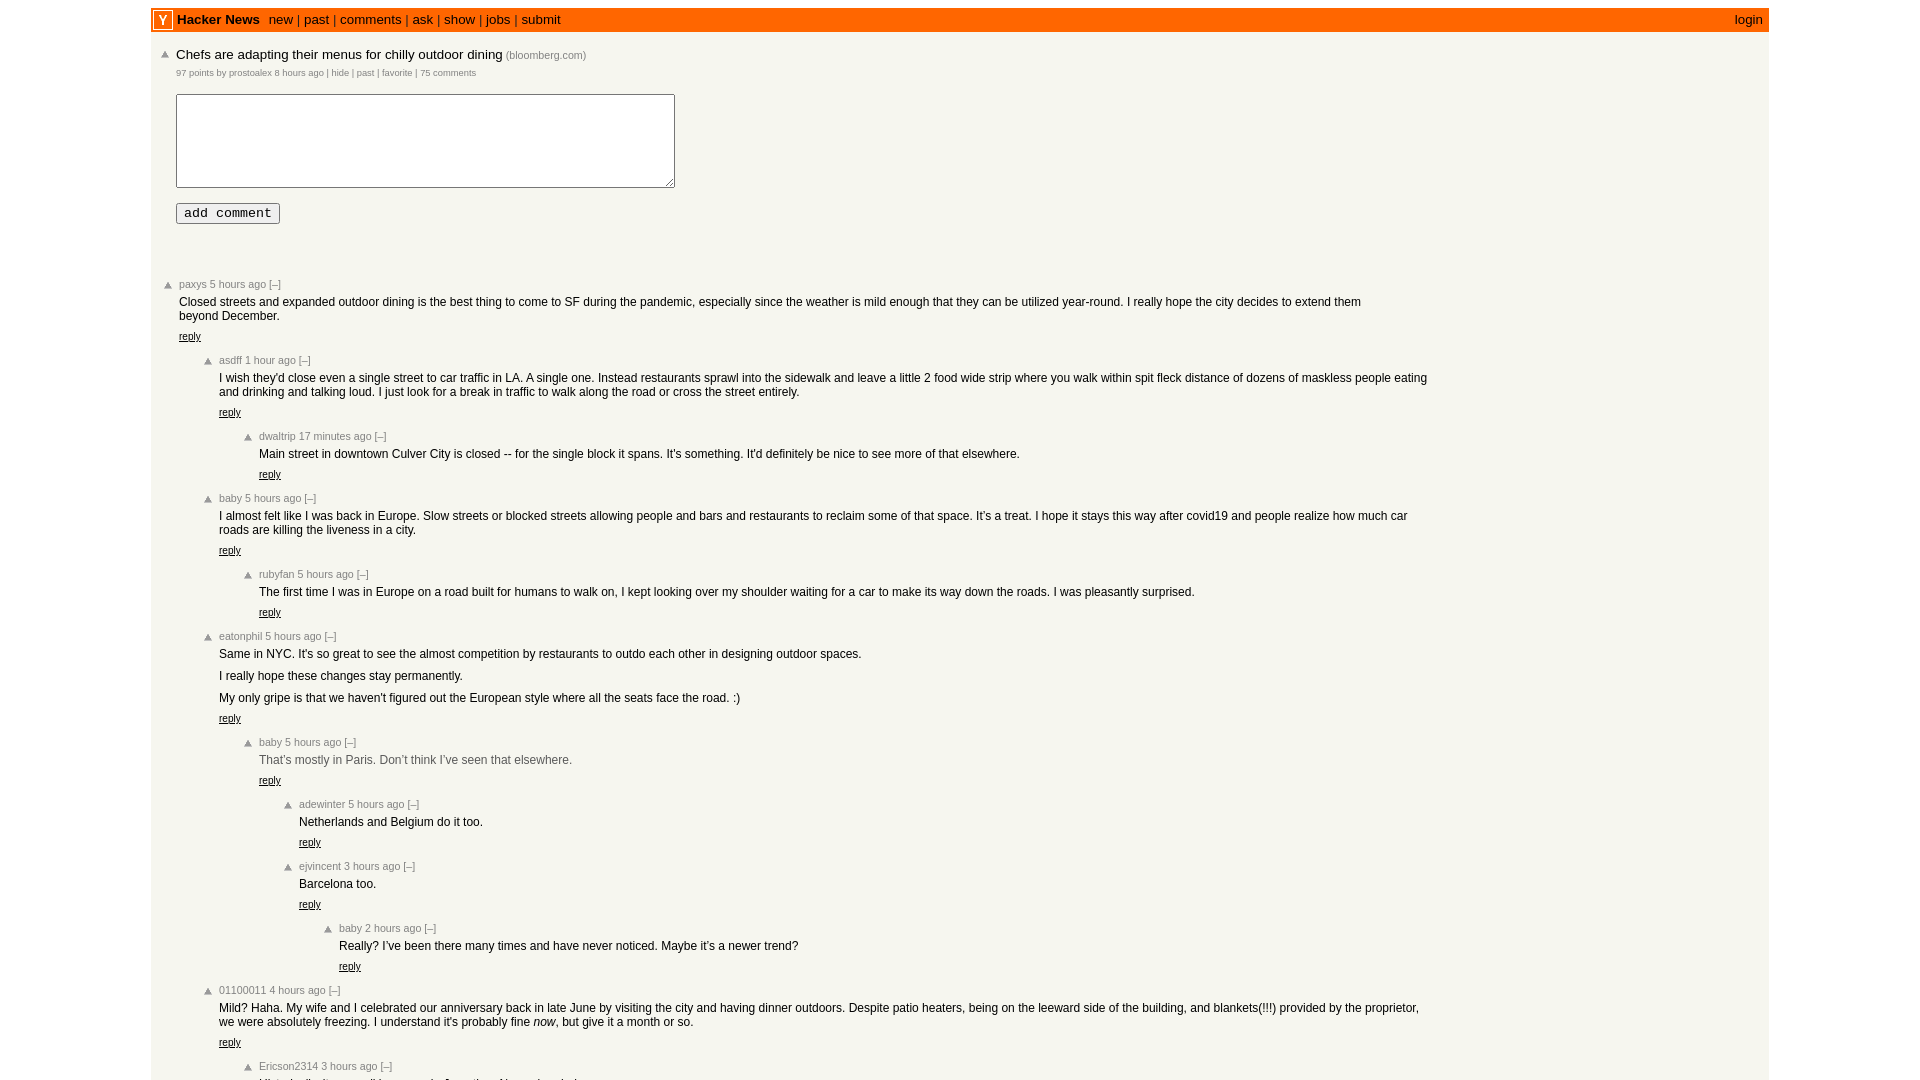 Y Hacker News new | past | comments | ask | show | jobs | submit login
Chefs are adapting their menus for chilly outdoor dining (bloomberg.com)
97 points by prostoalex 8 hours ago | hide | past | favorite | 75 comments
add comment
paxys 5 hours ago [–]
Closed streets and expanded outdoor dining is the best thing to come to SF during the pandemic, especially since the weather is mild enough that they can be utilized year-round. I really hope the city decides to extend them
beyond December.
reply
asdff 1 hour ago [–]
I wish they'd close even a single street to car traffic in LA. A single one. Instead restaurants sprawl into the sidewalk and leave a little 2 food wide strip where you walk within spit fleck distance of dozens of maskless people eating
and drinking and talking loud. I just look for a break in traffic to walk along the road or cross the street entirely.
reply
dwaltrip 17 minutes ago [–]
Main street in downtown Culver City is closed -- for the single block it spans. It's something. It'd definitely be nice to see more of that elsewhere.
reply
baby 5 hours ago [–]
I almost felt like I was back in Europe. Slow streets or blocked streets allowing people and bars and restaurants to reclaim some of that space. It’s a treat. I hope it stays this way after covid19 and people realize how much car
roads are killing the liveness in a city.
reply
rubyfan 5 hours ago [–]
The first time I was in Europe on a road built for humans to walk on, I kept looking over my shoulder waiting for a car to make its way down the roads. I was pleasantly surprised.
reply
eatonphil 5 hours ago [–]
Same in NYC. It's so great to see the almost competition by restaurants to outdo each other in designing outdoor spaces.
I really hope these changes stay permanently.
My only gripe is that we haven't figured out the European style where all the seats face the road. :)
reply
baby 5 hours ago [–]
That’s mostly in Paris. Don’t think I’ve seen that elsewhere.
reply
adewinter 5 hours ago [–]
Netherlands and Belgium do it too.
reply
ejvincent 3 hours ago [–]
Barcelona too.
reply
baby 2 hours ago [–]
Really? I’ve been there many times and have never noticed. Maybe it’s a newer trend?
reply
01100011 4 hours ago [–]
Mild? Haha. My wife and I celebrated our anniversary back in late June by visiting the city and having dinner outdoors. Despite patio heaters, being on the leeward side of the building, and blankets(!!!) provided by the proprietor,
we were absolutely freezing. I understand it's probably fine now, but give it a month or so.
reply
Ericson2314 3 hours ago [–]